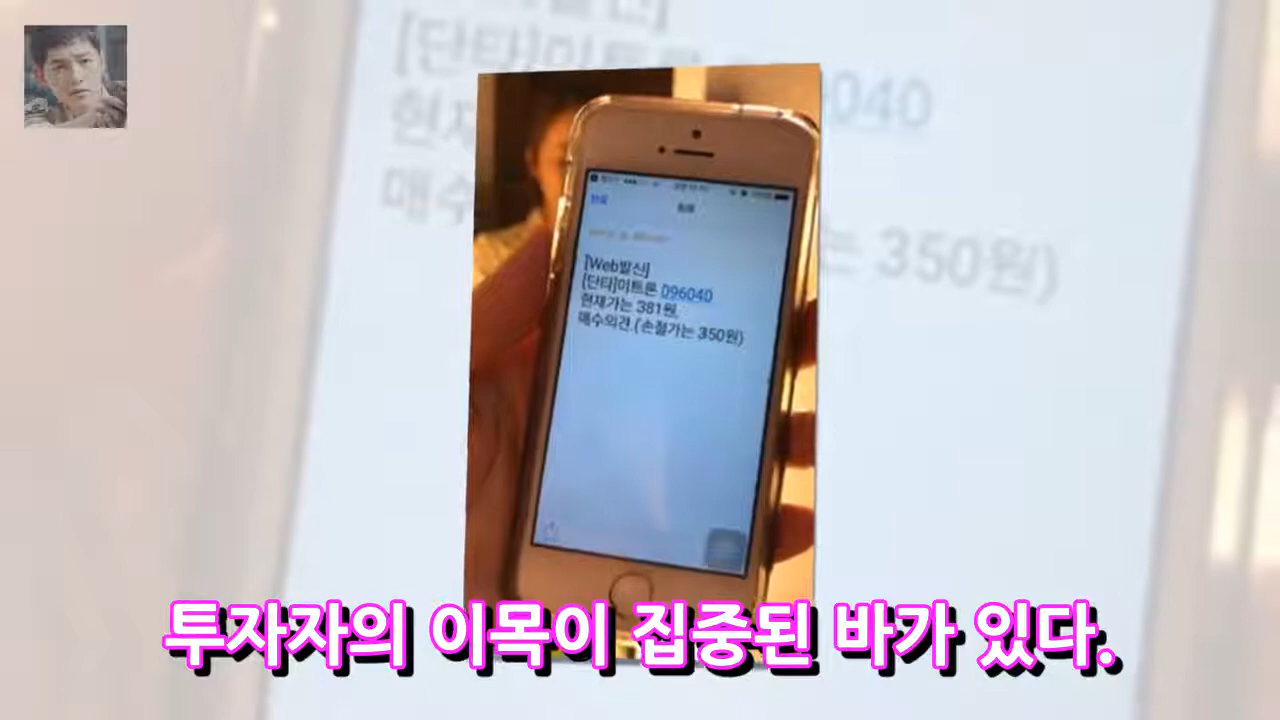 [Web발신]
[단타]이트론 096040
현재가는 381원,
매수의견.(손절가는 350원)
투자자의 이목이 집중된 바가 있다.